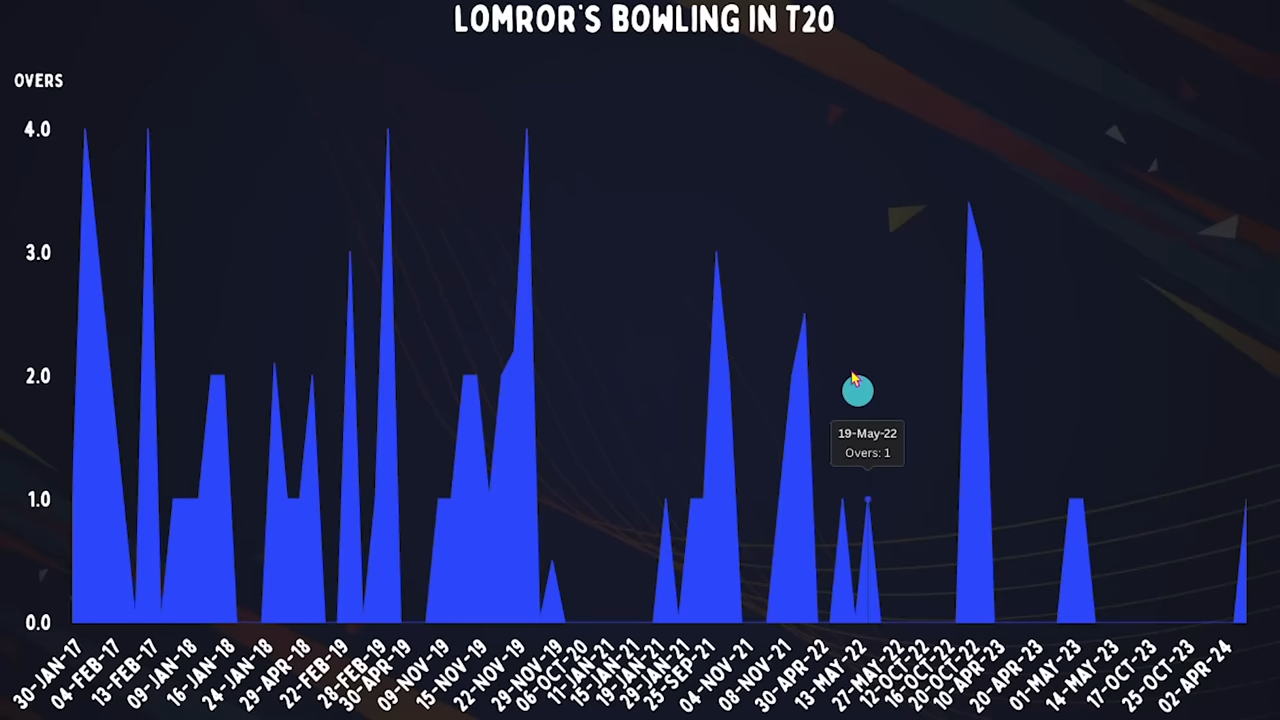 LOMROR'S BOWLING IN T20
OVERS
4.0
3.0
2.0
1.0
0.0
19-May-22
Overs: 1
30-JAN-17
04-FEB-17
13-FEB-17
09-JAN-18
16-JAN-18
24-JAN-18
29-APR-18
22-FEB-19
28-FEB-19
30-APR-19
09-NOV-19
15-NOV-19
22-NOV-19
29-NOV-19
06-OCT-20
11-JAN-21
15-JAN-21
19-JAN-21
29-JAN-21
25-SEP-21
04-NOV-21
08-NOV-21
30-APR-22
13-MAY-22
27-MAY-22
12-OCT-22
16-OCT-22
20-OCT-22
10-APR-23
20-APR-23
01-MAY-23
14-MAY-23
17-OCT-23
25-OCT-23
02-APR-24